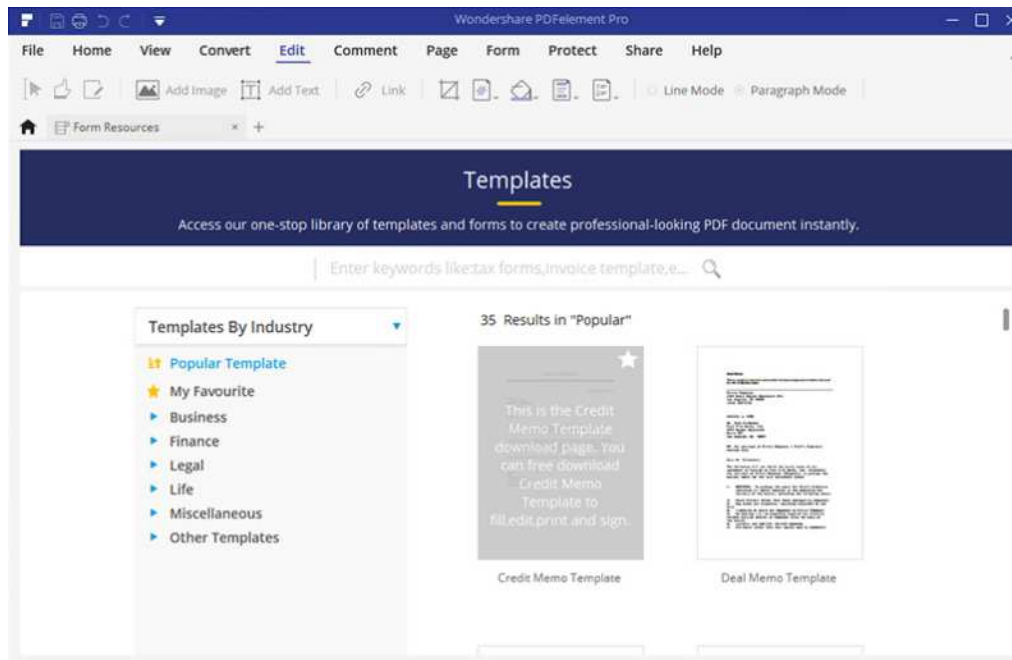 Wondershare PDFelement Pro
File Home View Convert Edit Comment Page Form Protect Share Help
Add Image Add Text Link Line Mode Paragraph Mode
Form Resources × +
Templates
Access our one-stop library of templates and forms to create professional-looking PDF document instantly.
Enter keywords like:tax forms,invoice template,e...
Templates By Industry
Popular Template
My Favourite
Business
Finance
Legal
Life
Miscellaneous
Other Templates
35 Results in "Popular"
This is the Credit
Memo Template
download page. You
can free download
Credit Memo
Template to
fill,edit,print and sign.
Credit Memo Template
Deal Memo Template